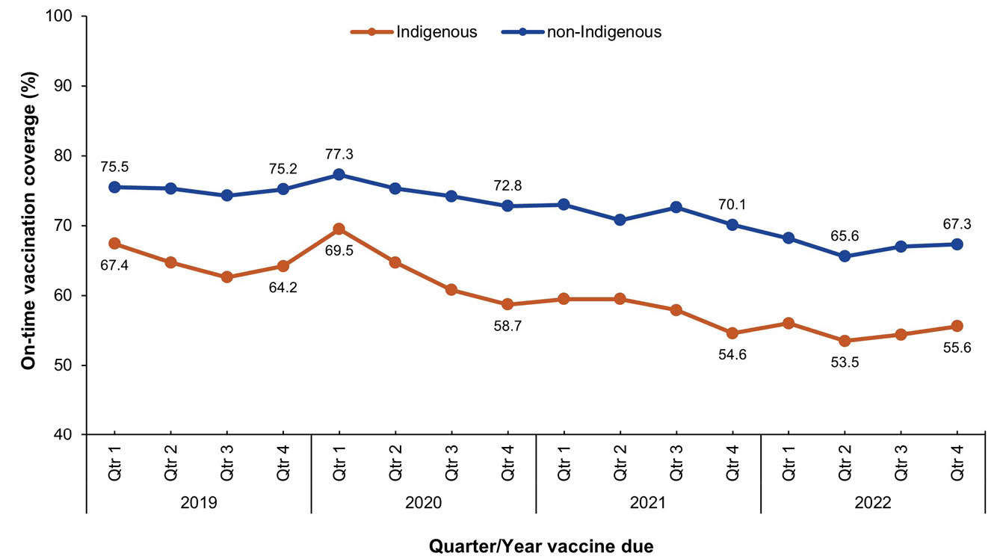 On-time vaccination coverage (%)
100
90
80
70
60
50
40
Indigenous
non-Indigenous
75.5
75.2
77.3
72.8
70.1
65.6
67.3
67.4
64.2
69.5
58.7
54.6
53.5
55.6
Qtr 1
Qtr 2
Qtr 3
Qtr 4
Qtr 1
Qtr 2
Qtr 3
Qtr 4
Qtr 1
Qtr 2
Qtr 3
Qtr 4
Qtr 1
Qtr 2
Qtr 3
Qtr 4
2019
2020
2021
2022
Quarter/Year vaccine due